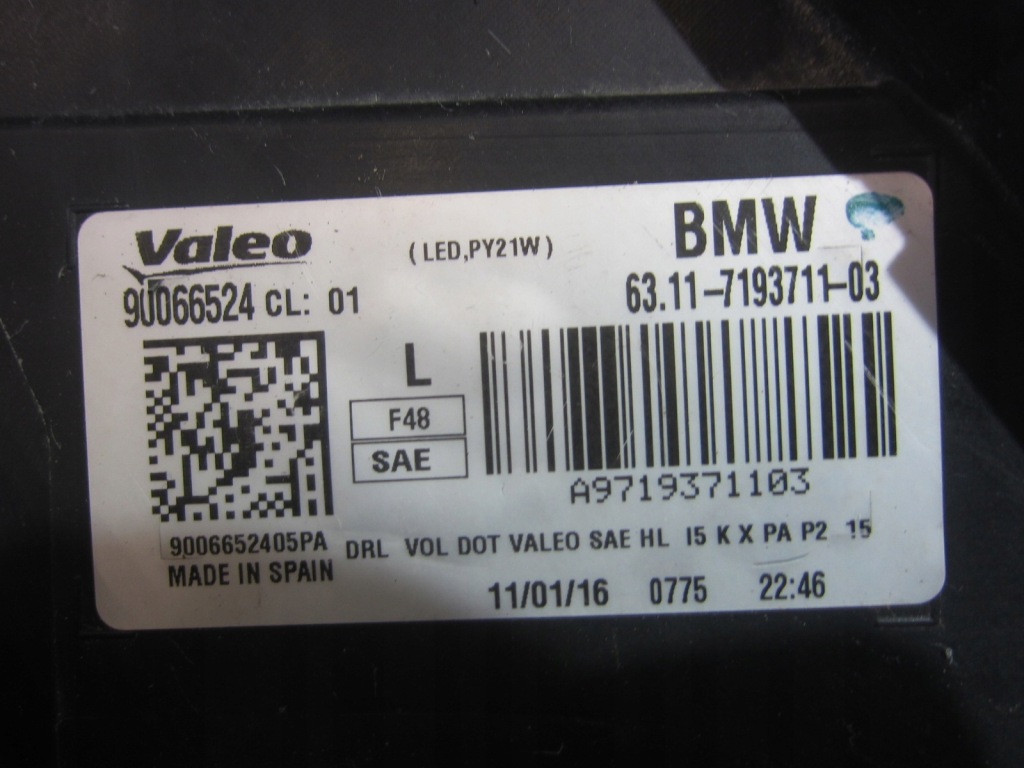 Valeo (LED,PY21W) BMW
90066524 CL: 01 63.11-7193711-03
L
F48
SAE
A9719371103
9006652405PA DRL VOL DOT VALEO SAE HL I5 K X PA P2 15
MADE IN SPAIN 11/01/16 0775 22:46